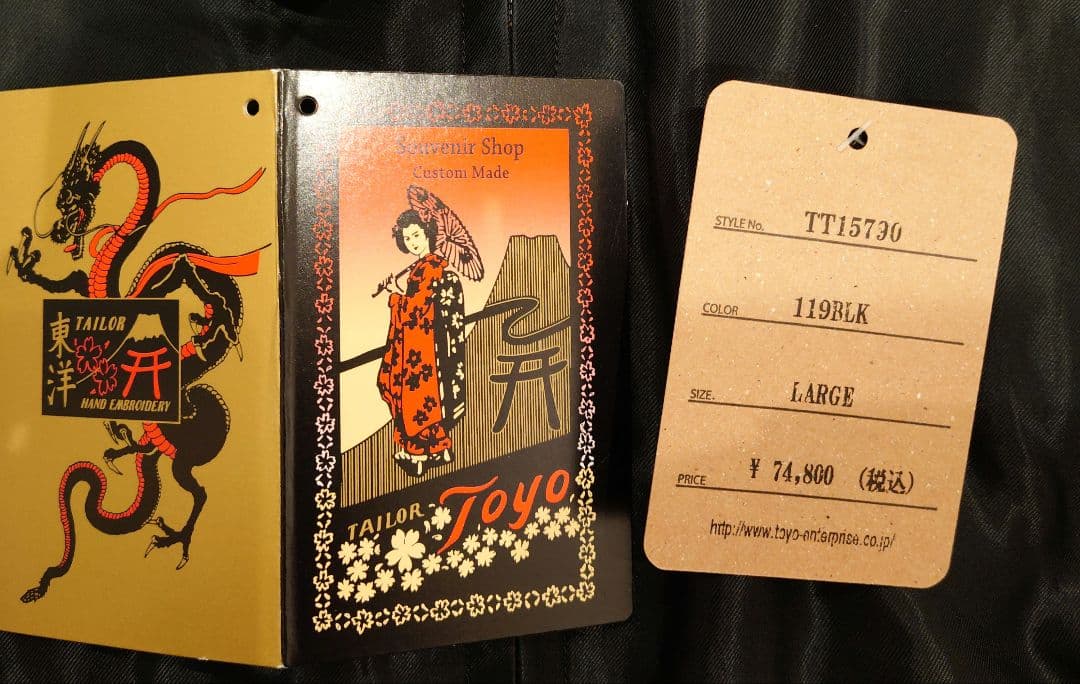 東洋
TAILOR
HAND EMBROIDERY
Souvenir Shop
Custom Made
TAILOR Toyo
STYLE No. TT15790
COLOR 119BLK
SIZE. LARGE
PRICE ¥ 74,800 (税込)
http://www.toyo-enterprise.co.jp/